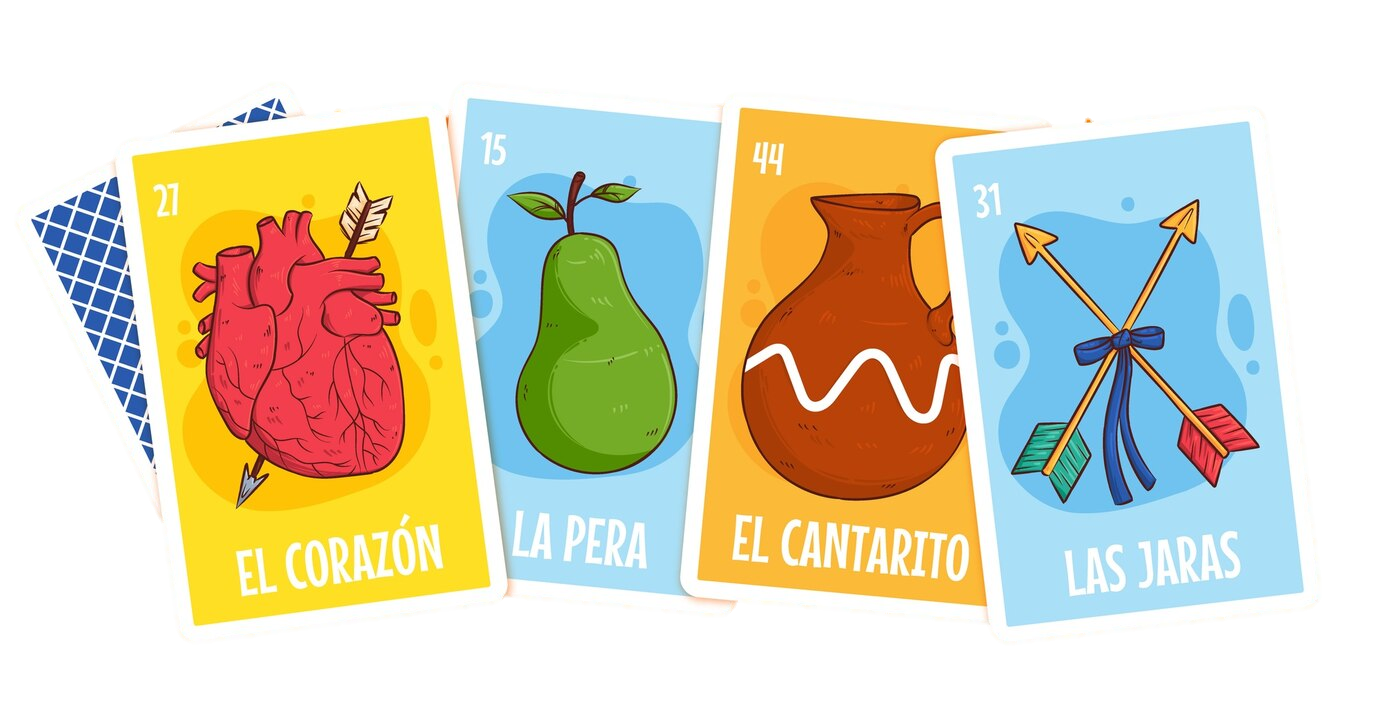 27
EL CORAZÓN
15
LA PERA
44
EL CANTARITO
31
LAS JARAS